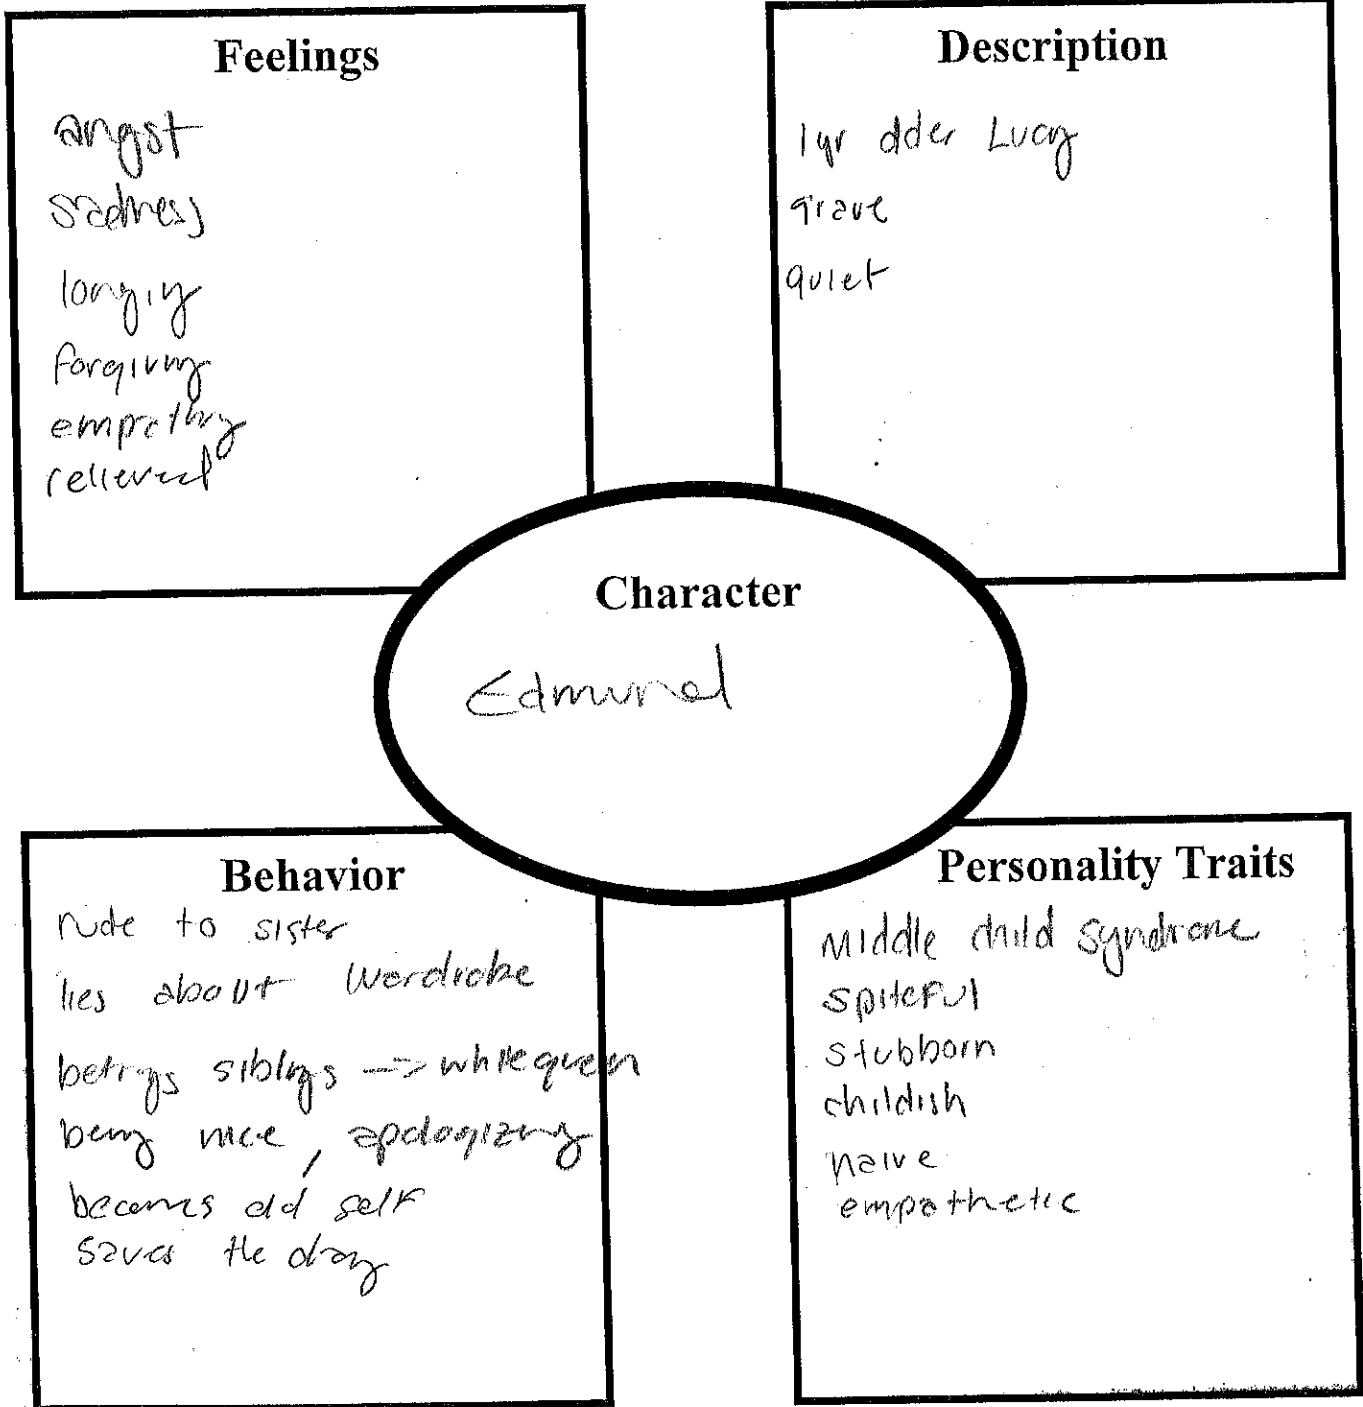 Feelings
angst
sadness
longing
forgiving
empathy
relieved
Description
1yr older Lucy
grave
quiet
Character
Edmund
Behavior
rude to sister
lies about Wardrobe
betrays siblings -> white queen
being nice, apologizing
becomes old self
saves the day
Personality Traits
Middle child syndrome
spiteful
stubborn
childish
naive
empathetic